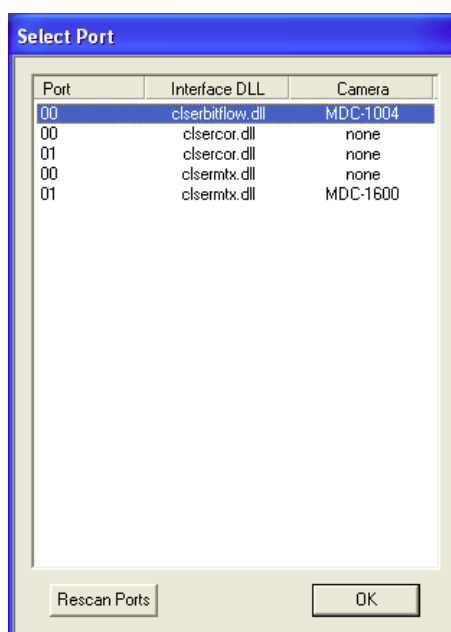 Select Port
Port Interface DLL Camera
00 clserbitflow.dll MDC-1004
00 clsercor.dll none
01 clsercor.dll none
00 clsermtx.dll none
01 clsermtx.dll MDC-1600
Rescan Ports OK